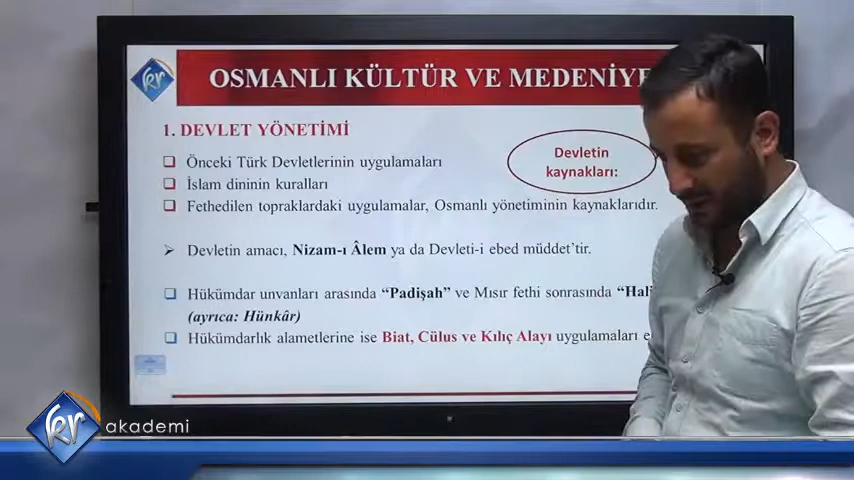 kr
OSMANLI KÜLTÜR VE MEDENİYE
1. DEVLET YÖNETİMİ
Önceki Türk Devletlerinin uygulamaları
Devletin
kaynakları:
İslam dininin kuralları
Fethedilen topraklardaki uygulamalar, Osmanlı yönetiminin kaynaklarıdır.
Devletin amacı, Nizam-ı Âlem ya da Devleti-i ebed müddet'tir.
Hükümdar unvanları arasında “Padişah” ve Mısır fethi sonrasında “Hali
(ayrıca: Hünkâr)
Hükümdarlık alametlerine ise Biat, Cülus ve Kılıç Alayı uygulamaları e
kr akademi